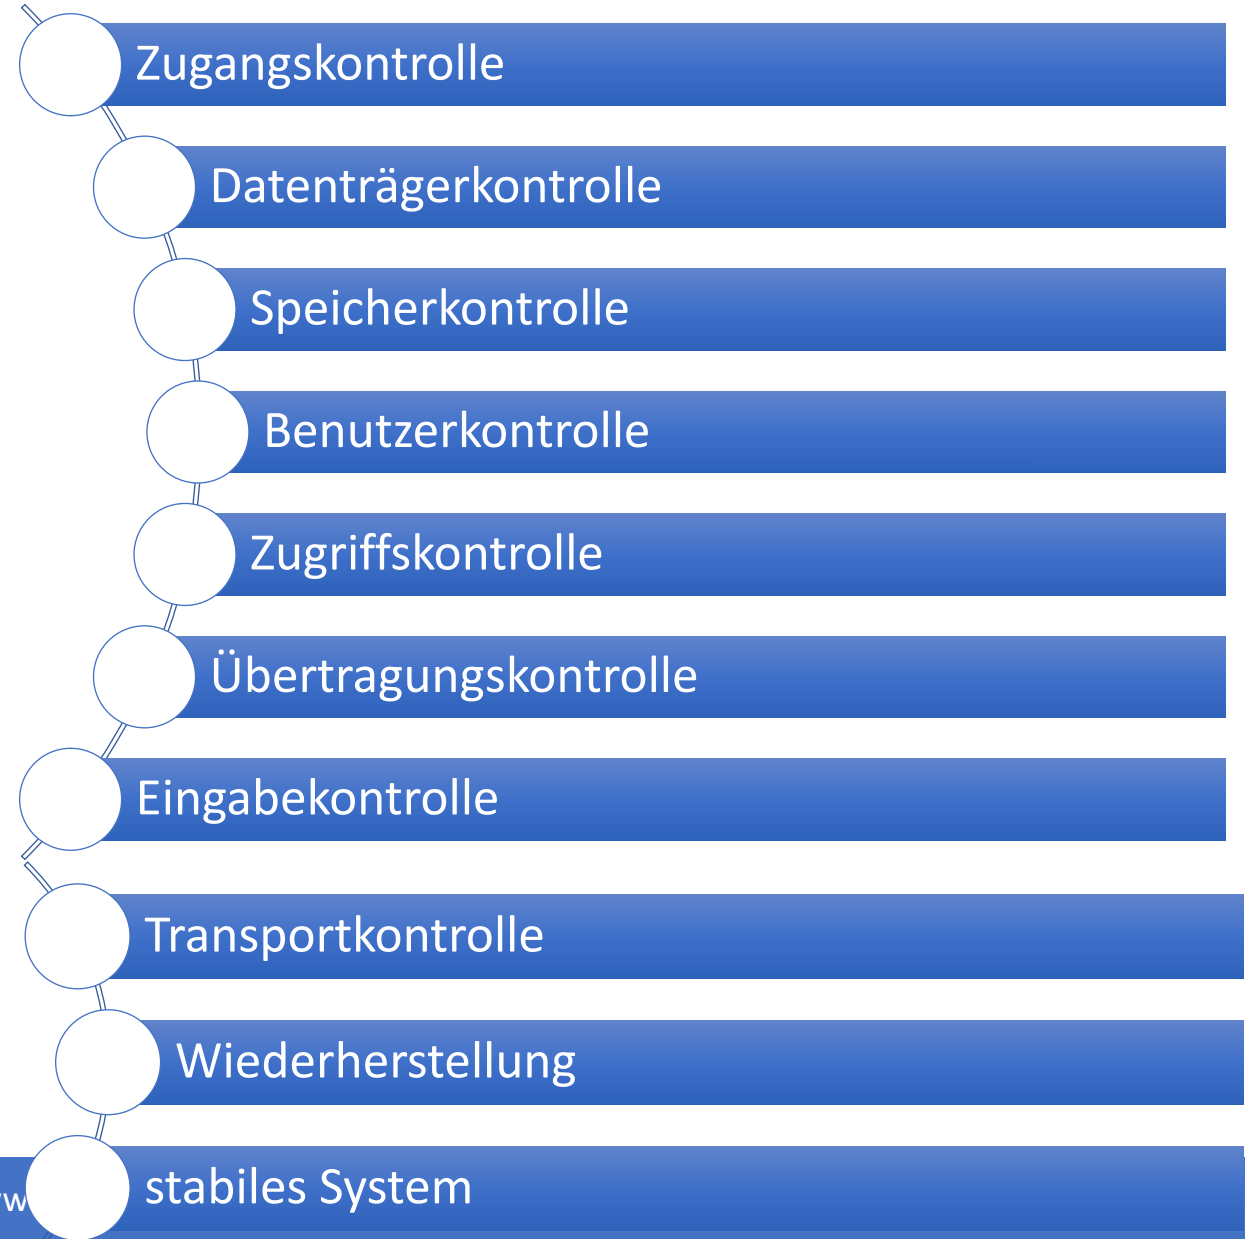 Zugangskontrolle
Datenträgerkontrolle
Speicherkontrolle
Benutzerkontrolle
Zugriffskontrolle
Übertragungskontrolle
Eingabekontrolle
Transportkontrolle
Wiederherstellung
stabiles System